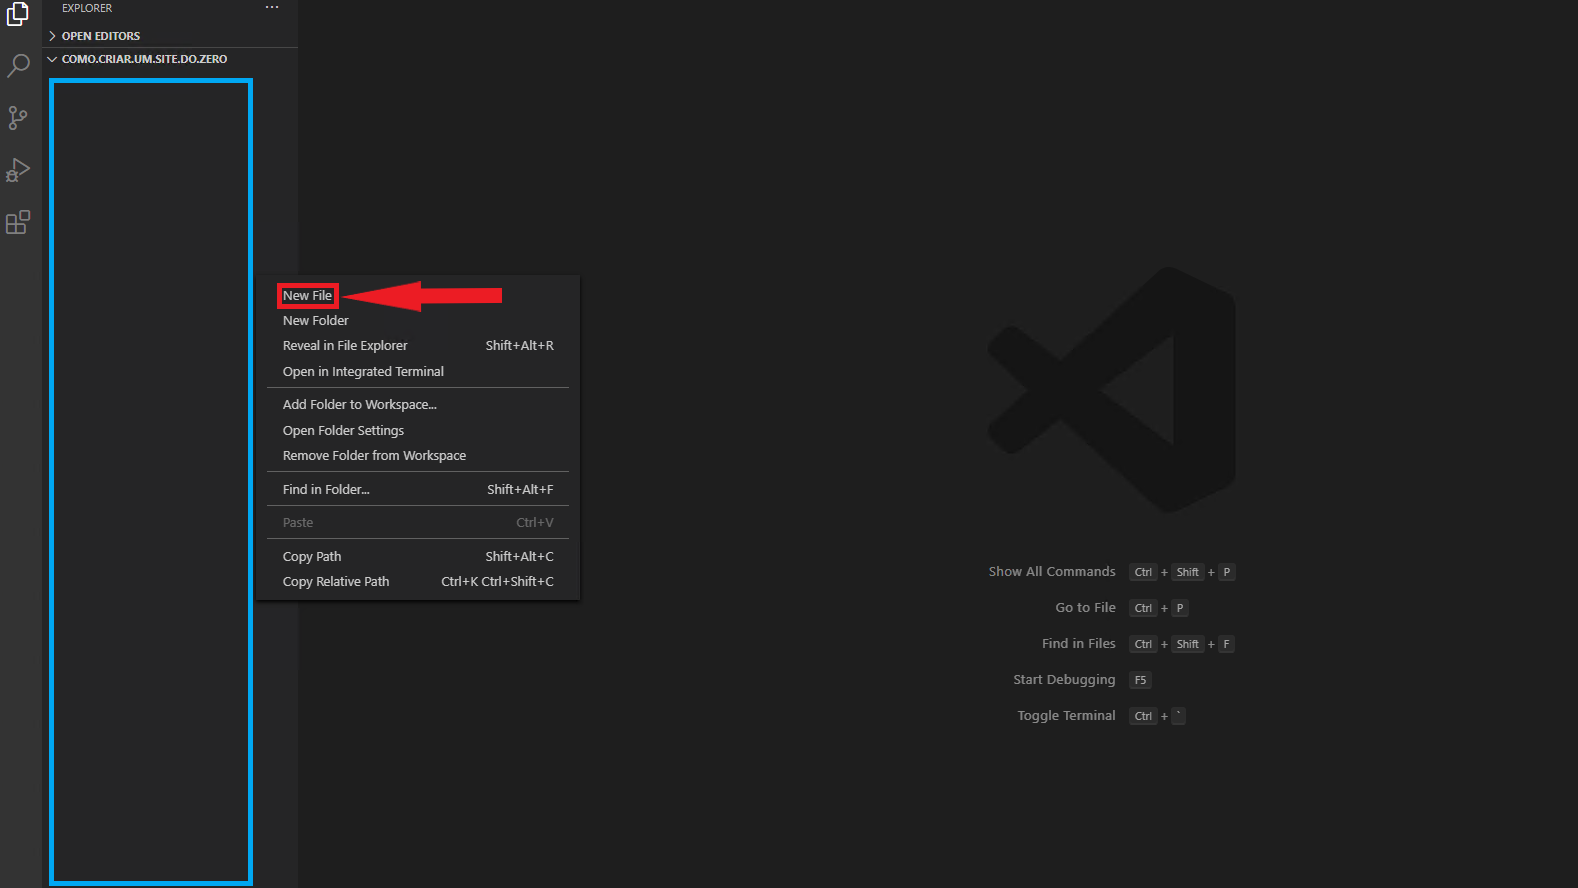 EXPLORER ...
OPEN EDITORS
COMO.CRIAR.UM.SITE.DO.ZERO
New File
New Folder
Reveal in File Explorer Shift+Alt+R
Open in Integrated Terminal
Add Folder to Workspace...
Open Folder Settings
Remove Folder from Workspace
Find in Folder... Shift+Alt+F
Paste Ctrl+V
Copy Path Shift+Alt+C
Copy Relative Path Ctrl+K Ctrl+Shift+C
Show All Commands Ctrl + Shift + P
Go to File Ctrl + P
Find in Files Ctrl + Shift + F
Start Debugging F5
Toggle Terminal Ctrl + `